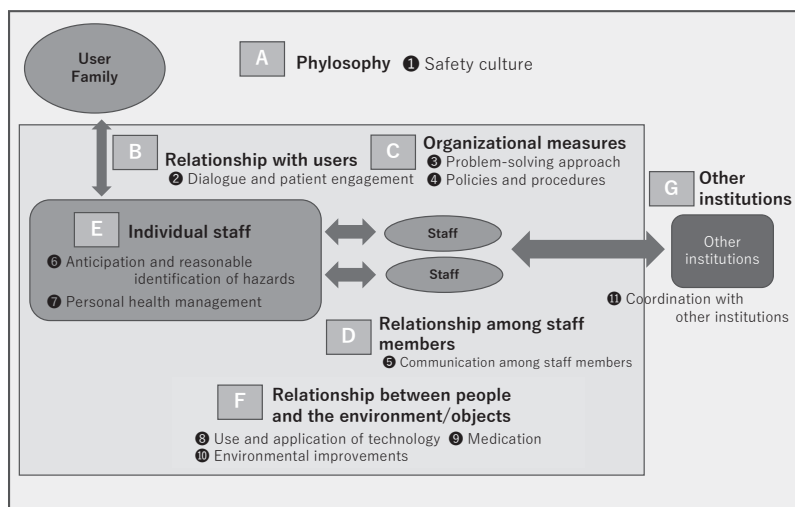 User
Family
A Phylosophy ❶ Safety culture
B Relationship with users
❷ Dialogue and patient engagement
C Organizational measures
❸ Problem-solving approach
❹ Policies and procedures
G Other
institutions
E Individual staff
❻ Anticipation and reasonable
identification of hazards
❼ Personal health management
Staff
Staff
Other
institutions
⓫ Coordination with
other institutions
D Relationship among staff
members
❺ Communication among staff members
F Relationship between people
and the environment/objects
❽ Use and application of technology ❾ Medication
❿ Environmental improvements